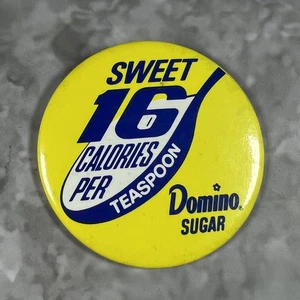 SWEET
16
CALORIES
PER
TEASPOON
Domino®
SUGAR